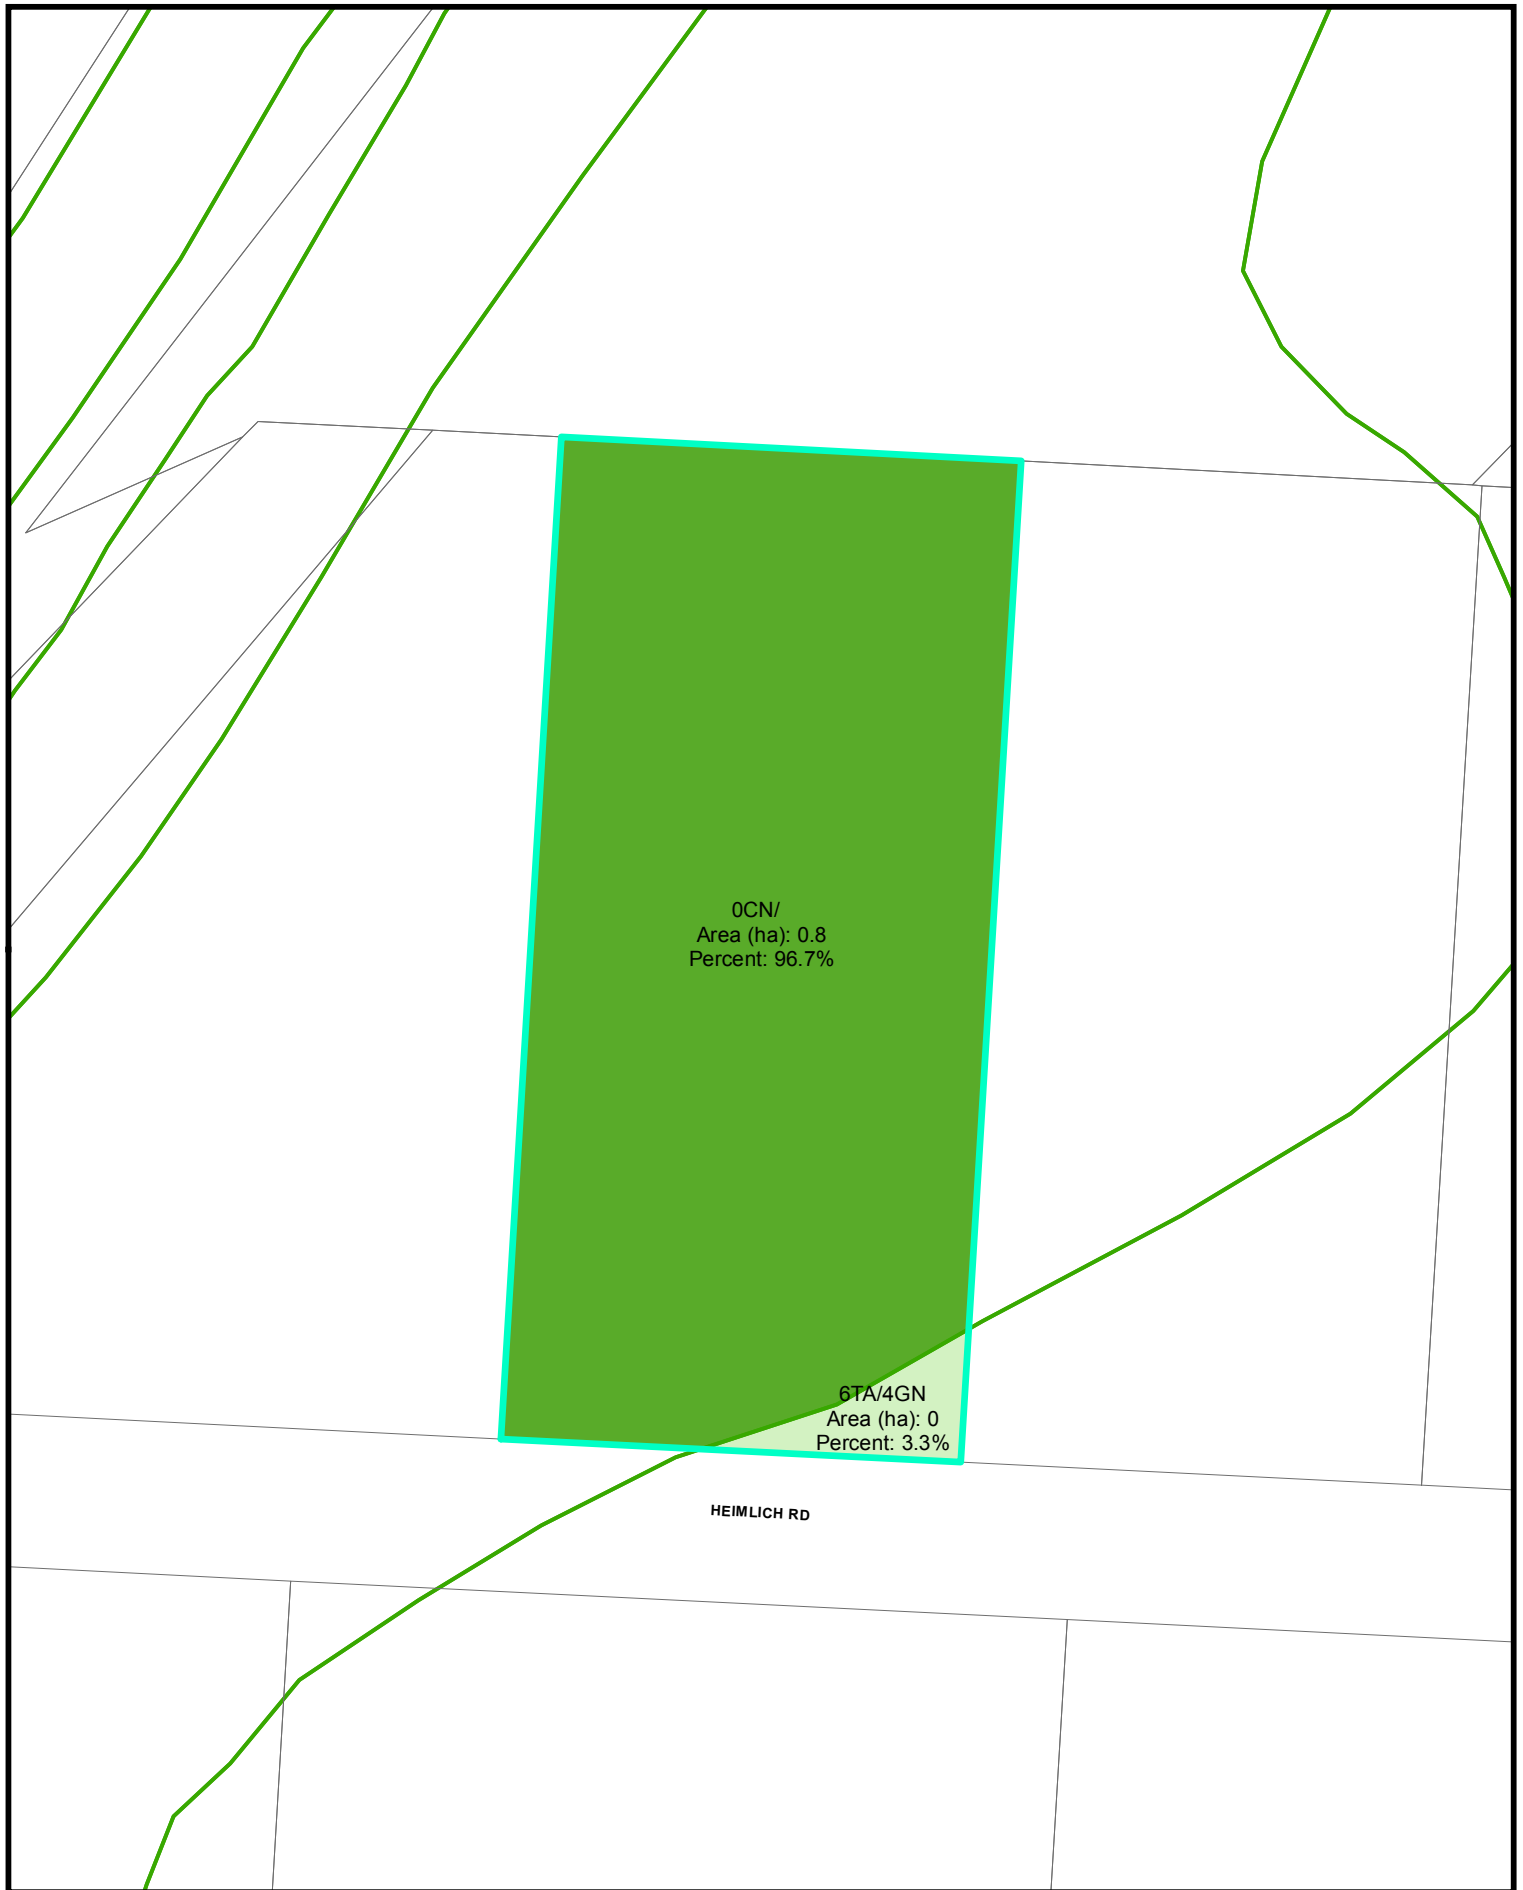 0CN/
Area (ha): 0.8
Percent: 96.7%
6TA/4GN
Area (ha): 0
Percent: 3.3%
HEIMLICH RD